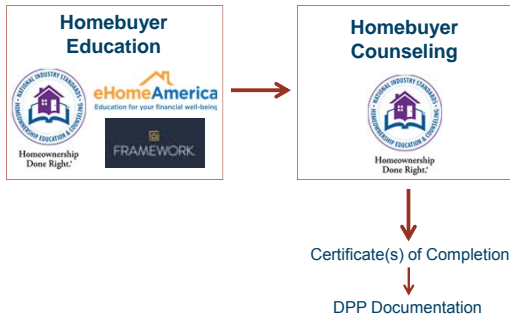 Homebuyer
Education
NATIONAL INDUSTRY STANDARDS
HOMEOWNERSHIP EDUCATION & COUNSELING
Homeownership
Done Right.®
eHomeAmerica
Education for your financial well-being
FRAMEWORK
Homebuyer
Counseling
NATIONAL INDUSTRY STANDARDS
HOMEOWNERSHIP EDUCATION & COUNSELING
Homeownership
Done Right.®
Certificate(s) of Completion
DPP Documentation